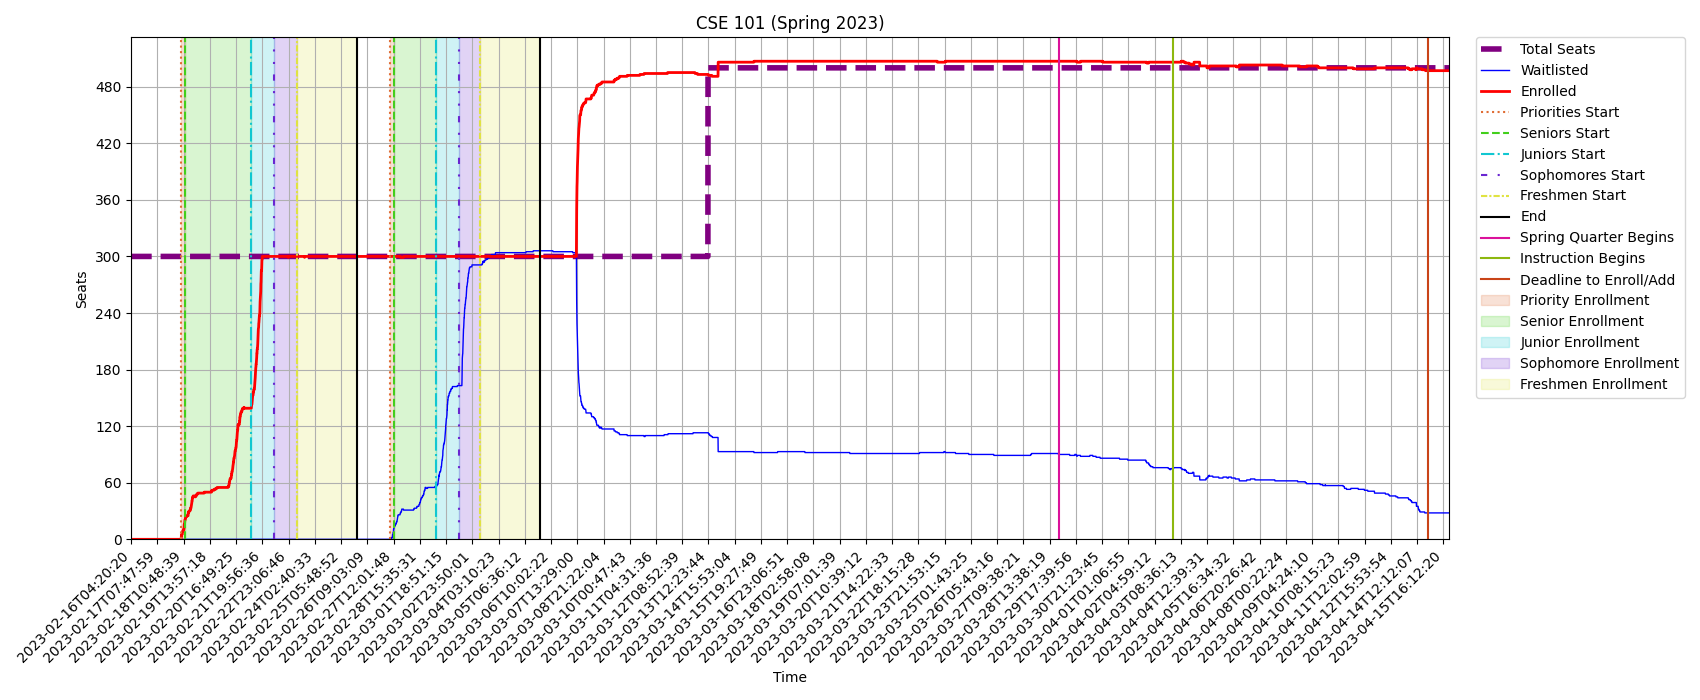 CSE 101 (Spring 2023)
Seats
480
420
360
300
240
180
120
60
0
2023-02-16T04:20:20
2023-02-17T07:47:59
2023-02-18T10:48:39
2023-02-19T13:57:18
2023-02-20T16:49:25
2023-02-21T19:56:36
2023-02-22T23:06:46
2023-02-24T02:40:33
2023-02-25T05:48:52
2023-02-26T09:03:09
2023-02-27T12:01:48
2023-02-28T15:35:31
2023-03-01T18:51:15
2023-03-02T23:50:01
2023-03-04T03:10:23
2023-03-05T06:36:12
2023-03-06T10:02:22
2023-03-07T13:29:00
2023-03-08T21:22:04
2023-03-10T00:47:43
2023-03-11T04:31:36
2023-03-12T08:52:39
2023-03-13T12:23:44
2023-03-14T15:53:04
2023-03-15T19:27:49
2023-03-16T23:06:51
2023-03-18T02:58:08
2023-03-19T07:01:39
2023-03-20T10:39:12
2023-03-21T14:22:33
2023-03-22T18:15:28
2023-03-23T21:53:15
2023-03-25T01:43:25
2023-03-26T05:43:16
2023-03-27T09:38:21
2023-03-28T13:38:19
2023-03-29T17:39:56
2023-03-30T21:23:45
2023-04-01T01:06:55
2023-04-02T04:59:12
2023-04-03T08:36:13
2023-04-04T12:39:31
2023-04-05T16:34:32
2023-04-06T20:26:42
2023-04-08T00:22:24
2023-04-09T04:24:10
2023-04-10T08:15:23
2023-04-11T12:02:59
2023-04-12T15:53:54
2023-04-14T12:12:07
2023-04-15T16:12:20
Time
Total Seats
Waitlisted
Enrolled
Priorities Start
Seniors Start
Juniors Start
Sophomores Start
Freshmen Start
End
Spring Quarter Begins
Instruction Begins
Deadline to Enroll/Add
Priority Enrollment
Senior Enrollment
Junior Enrollment
Sophomore Enrollment
Freshmen Enrollment